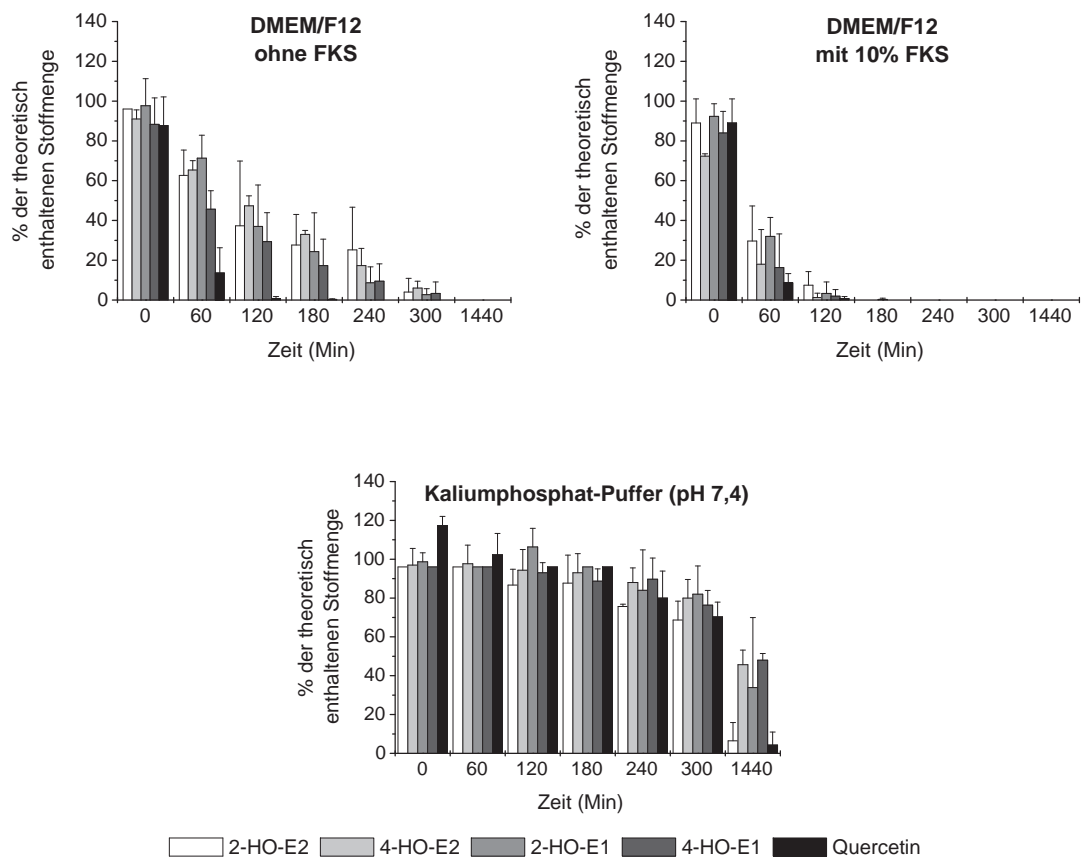 DMEM/F12
ohne FKS
% der theoretisch
enthaltenen Stoffmenge
140
120
100
80
60
40
20
0
0 60 120 180 240 300 1440
Zeit (Min)
DMEM/F12
mit 10% FKS
% der theoretisch
enthaltenen Stoffmenge
140
120
100
80
60
40
20
0
0 60 120 180 240 300 1440
Zeit (Min)
Kaliumphosphat-Puffer (pH 7,4)
% der theoretisch
enthaltenen Stoffmenge
140
120
100
80
60
40
20
0
0 60 120 180 240 300 1440
Zeit (Min)
2-HO-E2 4-HO-E2 2-HO-E1 4-HO-E1 Quercetin